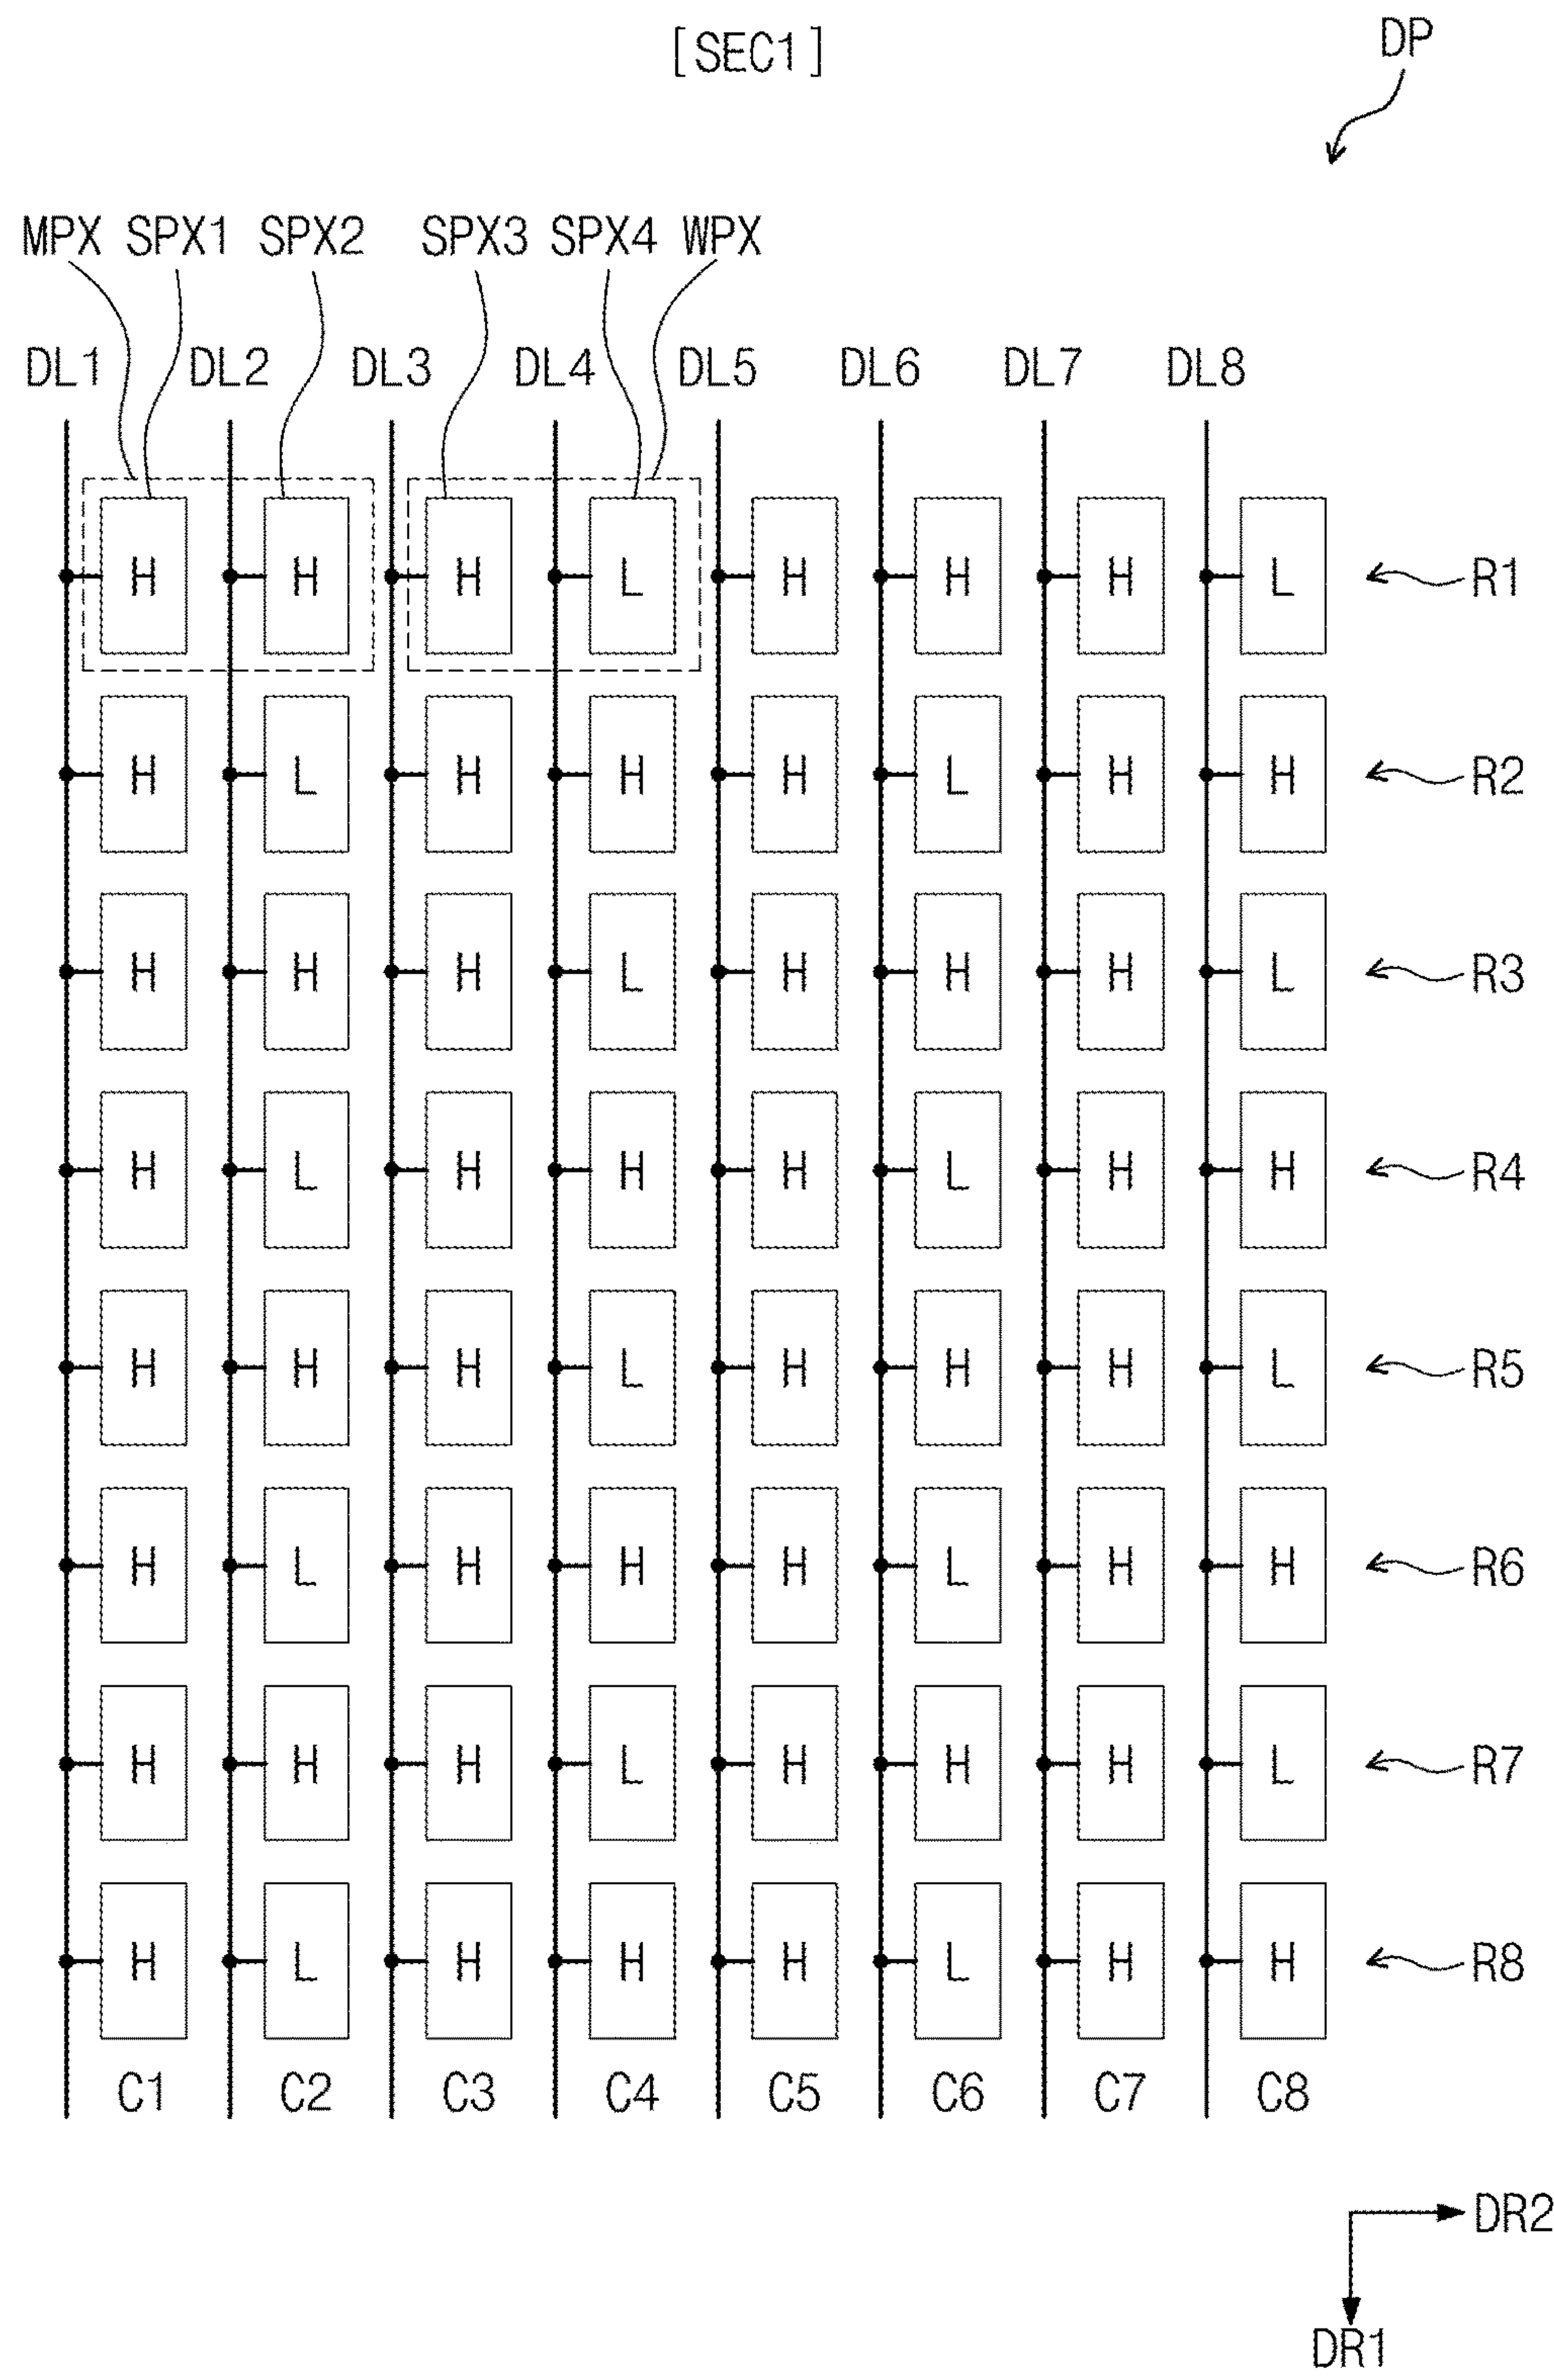 [SEC1]
DP
MPX SPX1 SPX2 SPX3 SPX4 WPX
DL1 DL2 DL3 DL4 DL5 DL6 DL7 DL8
H H H L H H H L R1
H L H H H L H H R2
H H H L H H H L R3
H L H H H L H H R4
H H H L H H H L R5
H L H H H L H H R6
H H H L H H H L R7
H L H H H L H H R8
C1 C2 C3 C4 C5 C6 C7 C8
DR2
DR1